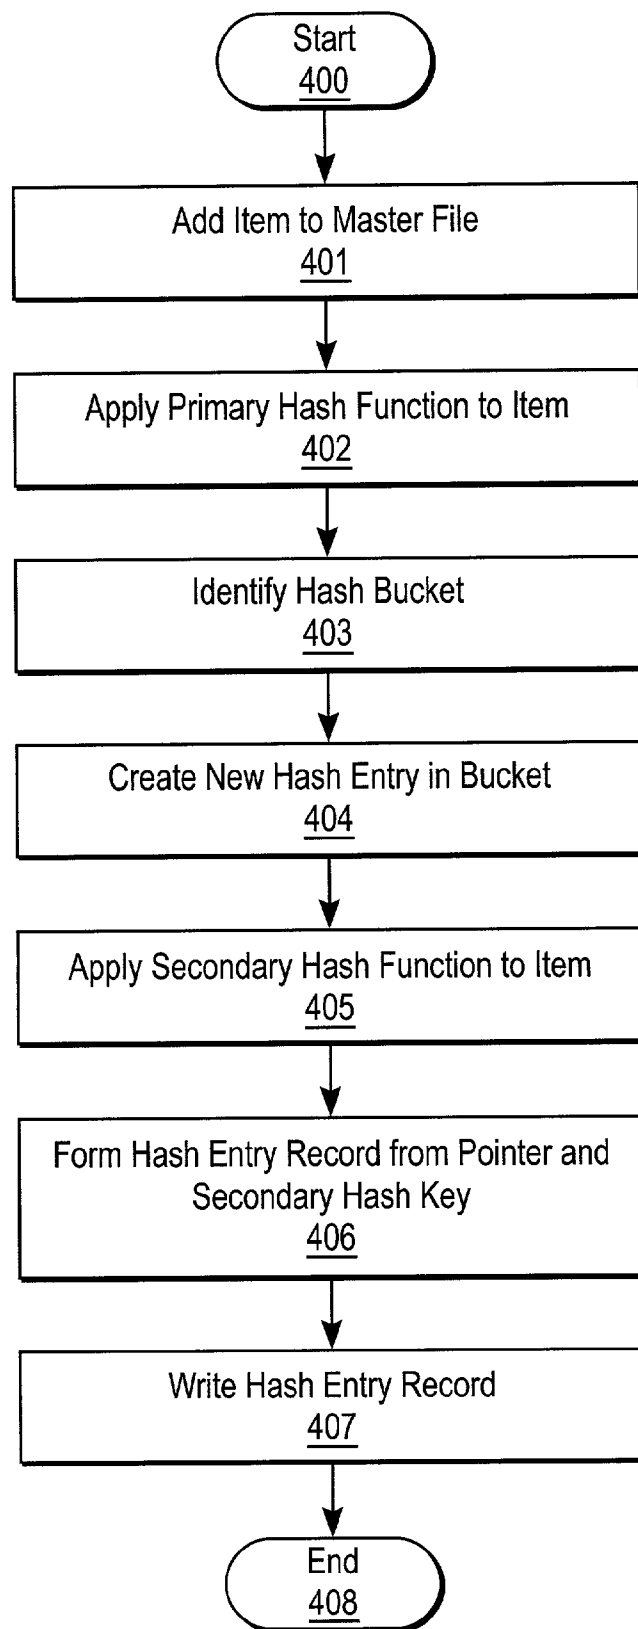 Start
400
Add Item to Master File
401
Apply Primary Hash Function to Item
402
Identify Hash Bucket
403
Create New Hash Entry in Bucket
404
Apply Secondary Hash Function to Item
405
Form Hash Entry Record from Pointer and
Secondary Hash Key
406
Write Hash Entry Record
407
End
408